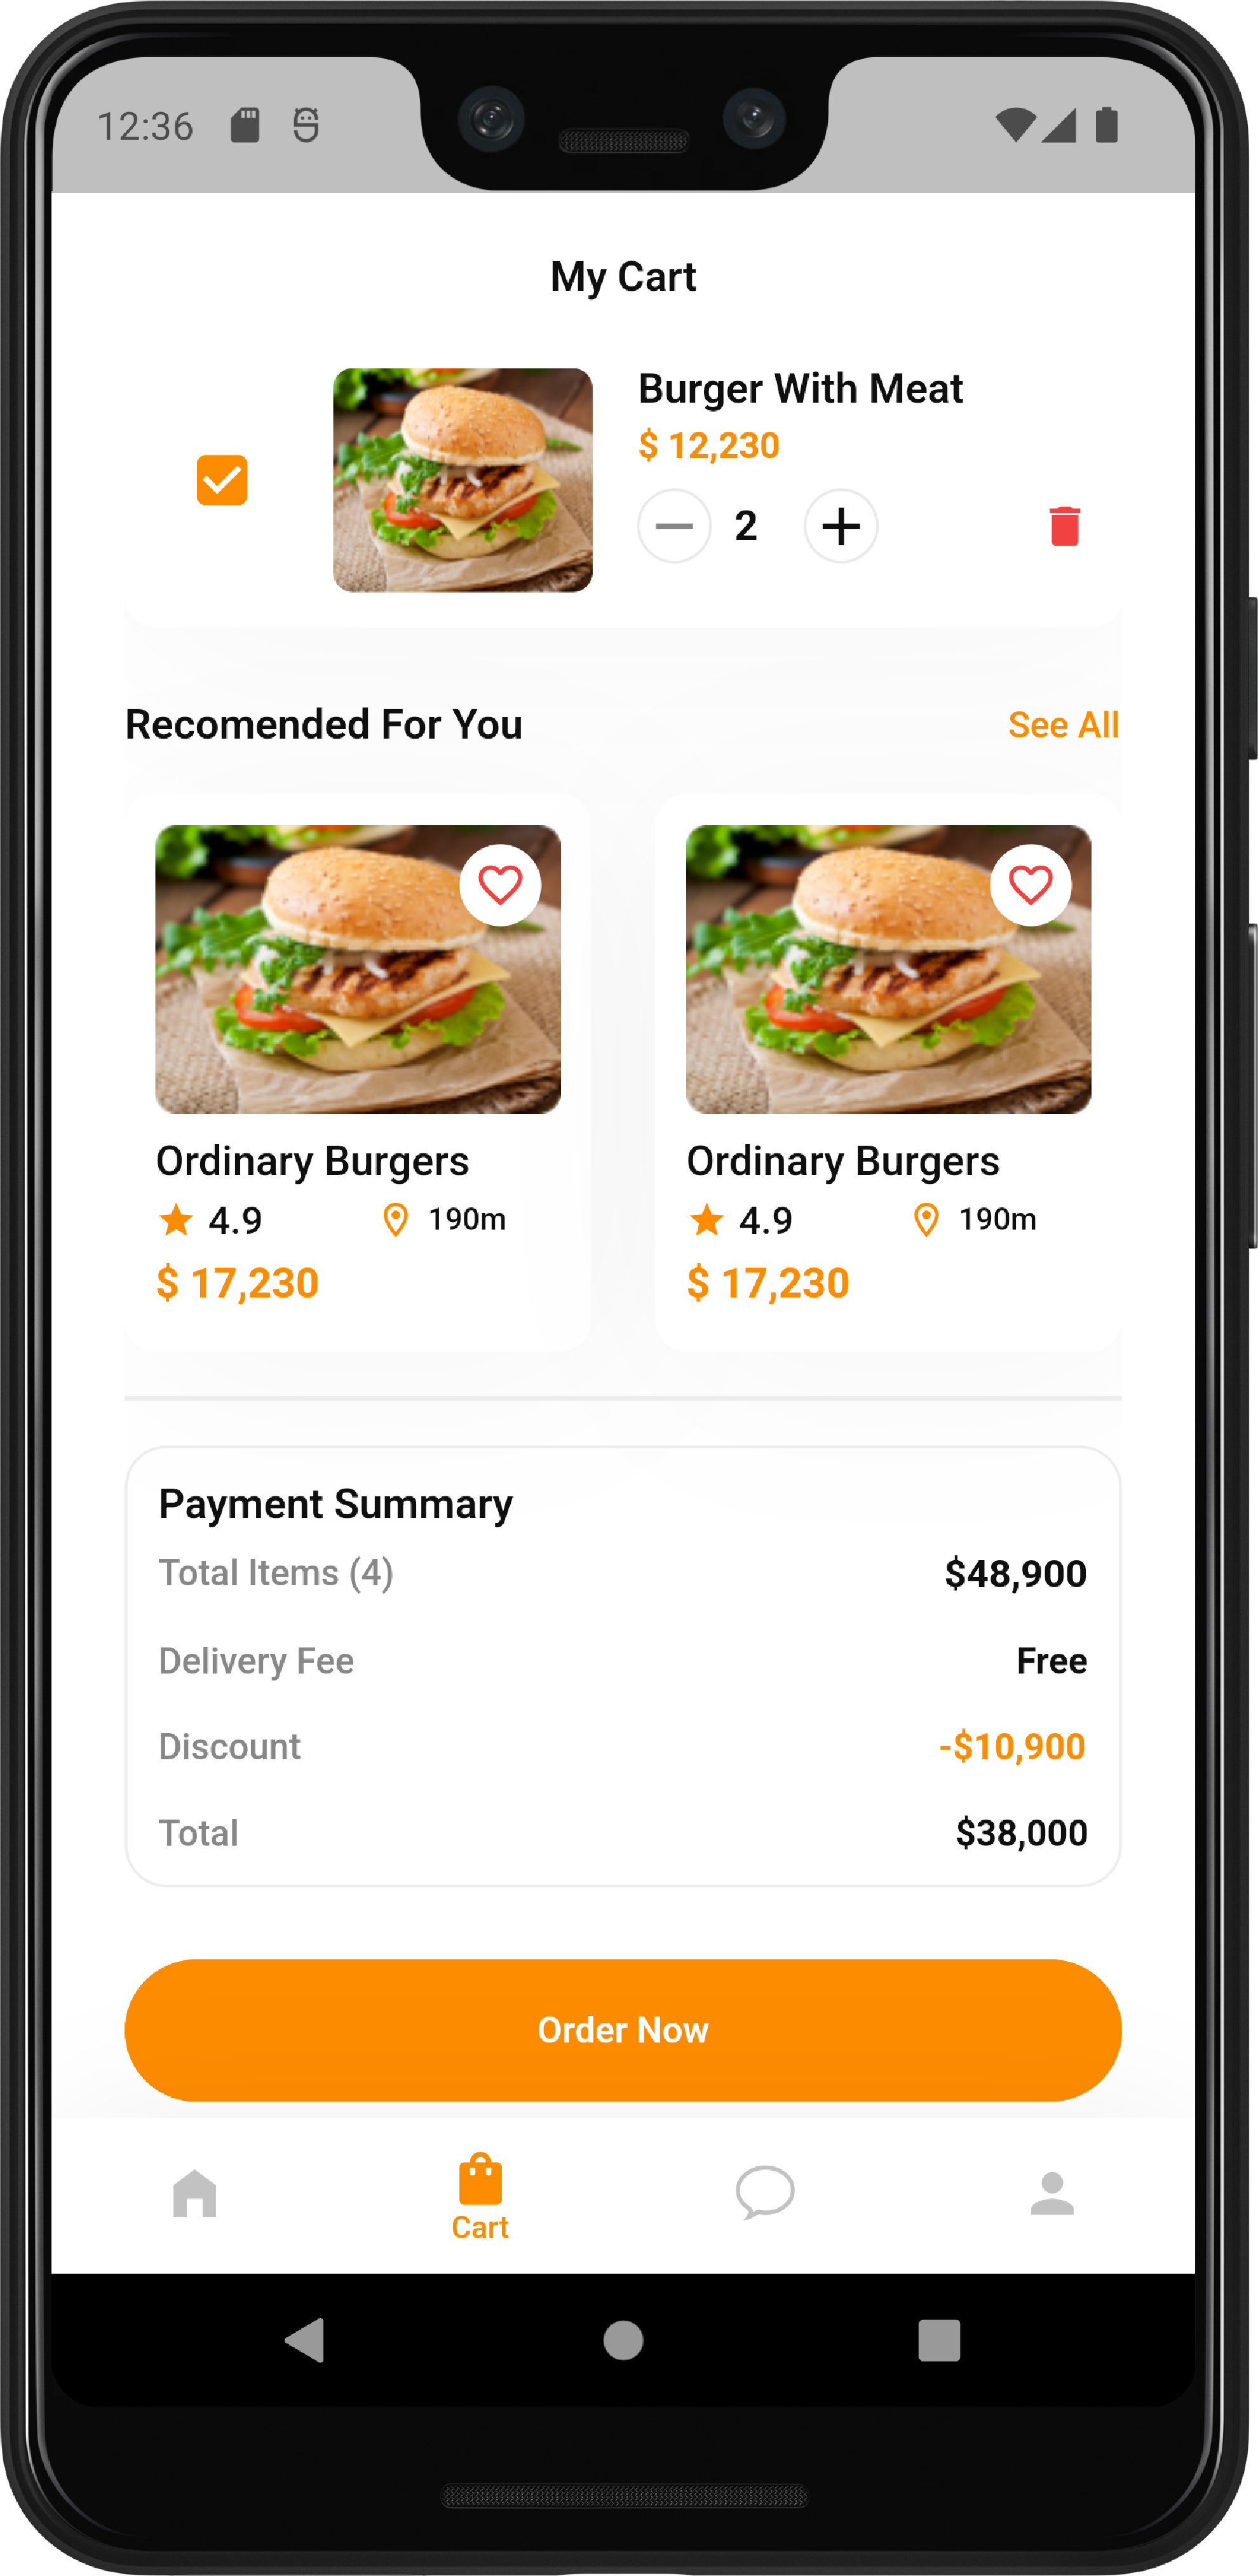 12:36
My Cart
Burger With Meat
$ 12,230
2
Recomended For You
See All
Ordinary Burgers
4.9
190m
$ 17,230
Ordinary Burgers
4.9
190m
$ 17,230
Payment Summary
Total Items (4)
$48,900
Delivery Fee
Free
Discount
-$10,900
Total
$38,000
Order Now
Cart